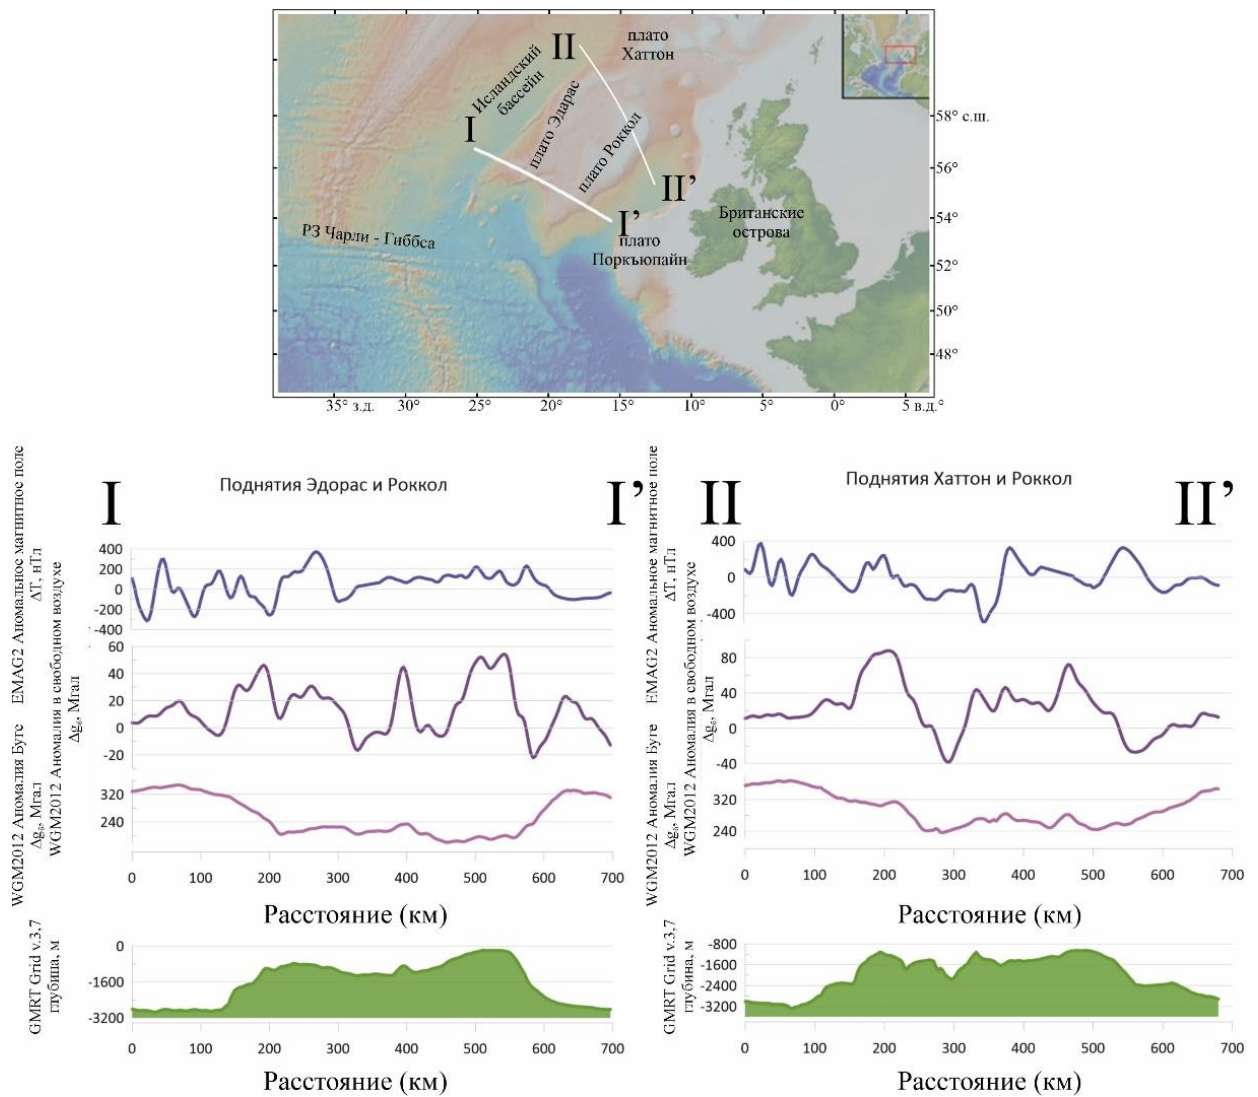 II
плато
Хаттон
Исландский
бассейн
плато Эдарас
I
плато Роккол
II’
I’
плато
Поркъюпайн
РЗ Чарли - Гиббса
Британские
острова
58° с.ш.
56°
54°
52°
50°
48°
35° з.д.
30°
25°
20°
15°
10°
5°
0°
5 в.д.°
I
Поднятия Эдорас и Роккол
I’
EMAG2 Аномальное магнитное поле
ΔT, нТл
400
200
0
-200
-400
WGM2012 Аномалия в свободном воздухе
Δgб, Мгал
60
40
20
0
-20
WGM2012 Аномалия Буге
Δgб, Мгал
320
240
0
100
200
300
400
500
600
700
Расстояние (км)
GMRT Grid v.3,7
глубина, м
0
-1600
-3200
0
100
200
300
400
500
600
700
Расстояние (км)
II
Поднятия Хаттон и Роккол
II’
EMAG2 Аномальное магнитное поле
ΔT, нТл
400
0
-400
WGM2012 Аномалия в свободном воздухе
Δgб, Мгал
80
40
0
-40
WGM2012 Аномалия Буге
Δgб, Мгал
320
240
0
100
200
300
400
500
600
700
Расстояние (км)
GMRT Grid v.3,7
глубина, м
-800
-1600
-2400
-3200
0
100
200
300
400
500
600
700
Расстояние (км)